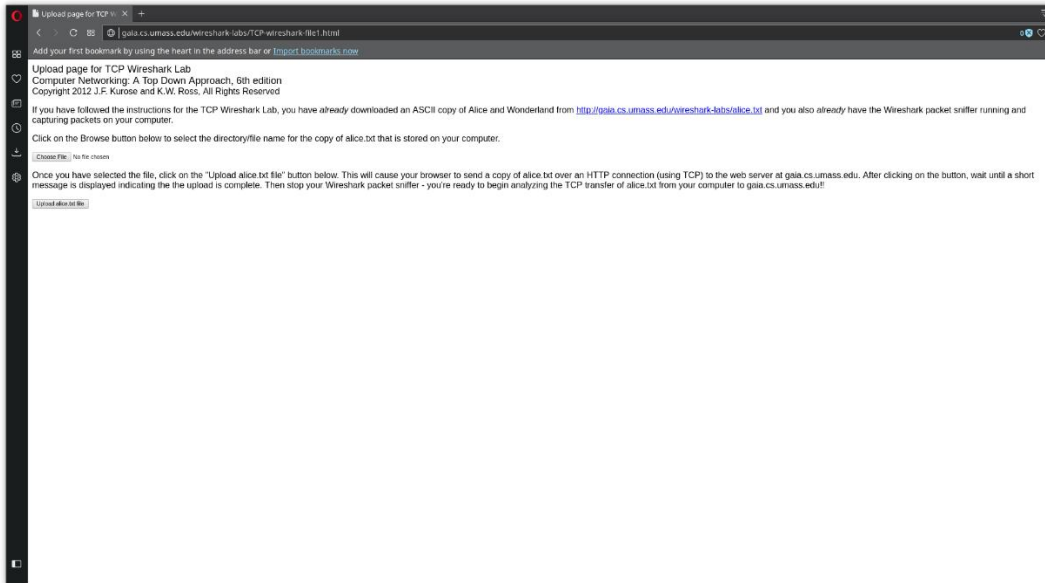 Upload page for TCP W
gaia.cs.umass.edu/wireshark-labs/TCP-wireshark-file1.html
Add your first bookmark by using the heart in the address bar or Import bookmarks now
Upload page for TCP Wireshark Lab
Computer Networking: A Top Down Approach, 6th edition
Copyright 2012 J.F. Kurose and K.W. Ross, All Rights Reserved
If you have followed the instructions for the TCP Wireshark Lab, you have already downloaded an ASCII copy of Alice and Wonderland from http://gaia.cs.umass.edu/wireshark-labs/alice.txt and you also already have the Wireshark packet sniffer running and
capturing packets on your computer.
Click on the Browse button below to select the directory/file name for the copy of alice.txt that is stored on your computer.
Choose File No file chosen
Once you have selected the file, click on the "Upload alice.txt file" button below. This will cause your browser to send a copy of alice.txt over an HTTP connection (using TCP) to the web server at gaia.cs.umass.edu. After clicking on the button, wait until a short
message is displayed indicating the the upload is complete. Then stop your Wireshark packet sniffer - you're ready to begin analyzing the TCP transfer of alice.txt from your computer to gaia.cs.umass.edu!!
Upload alice.txt file